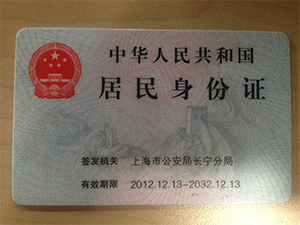 中华人民共和国
居民身份证
签发机关 上海市公安局长宁分局
有效期限 2012.12.13-2032.12.13